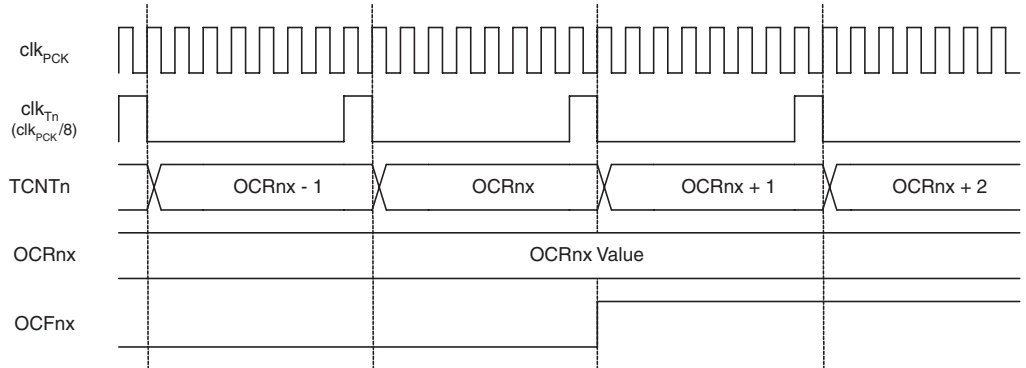 clkPCK
clkTn
(clkPCK/8)
TCNTn
OCRnx - 1
OCRnx
OCRnx + 1
OCRnx + 2
OCRnx
OCRnx Value
OCFnx